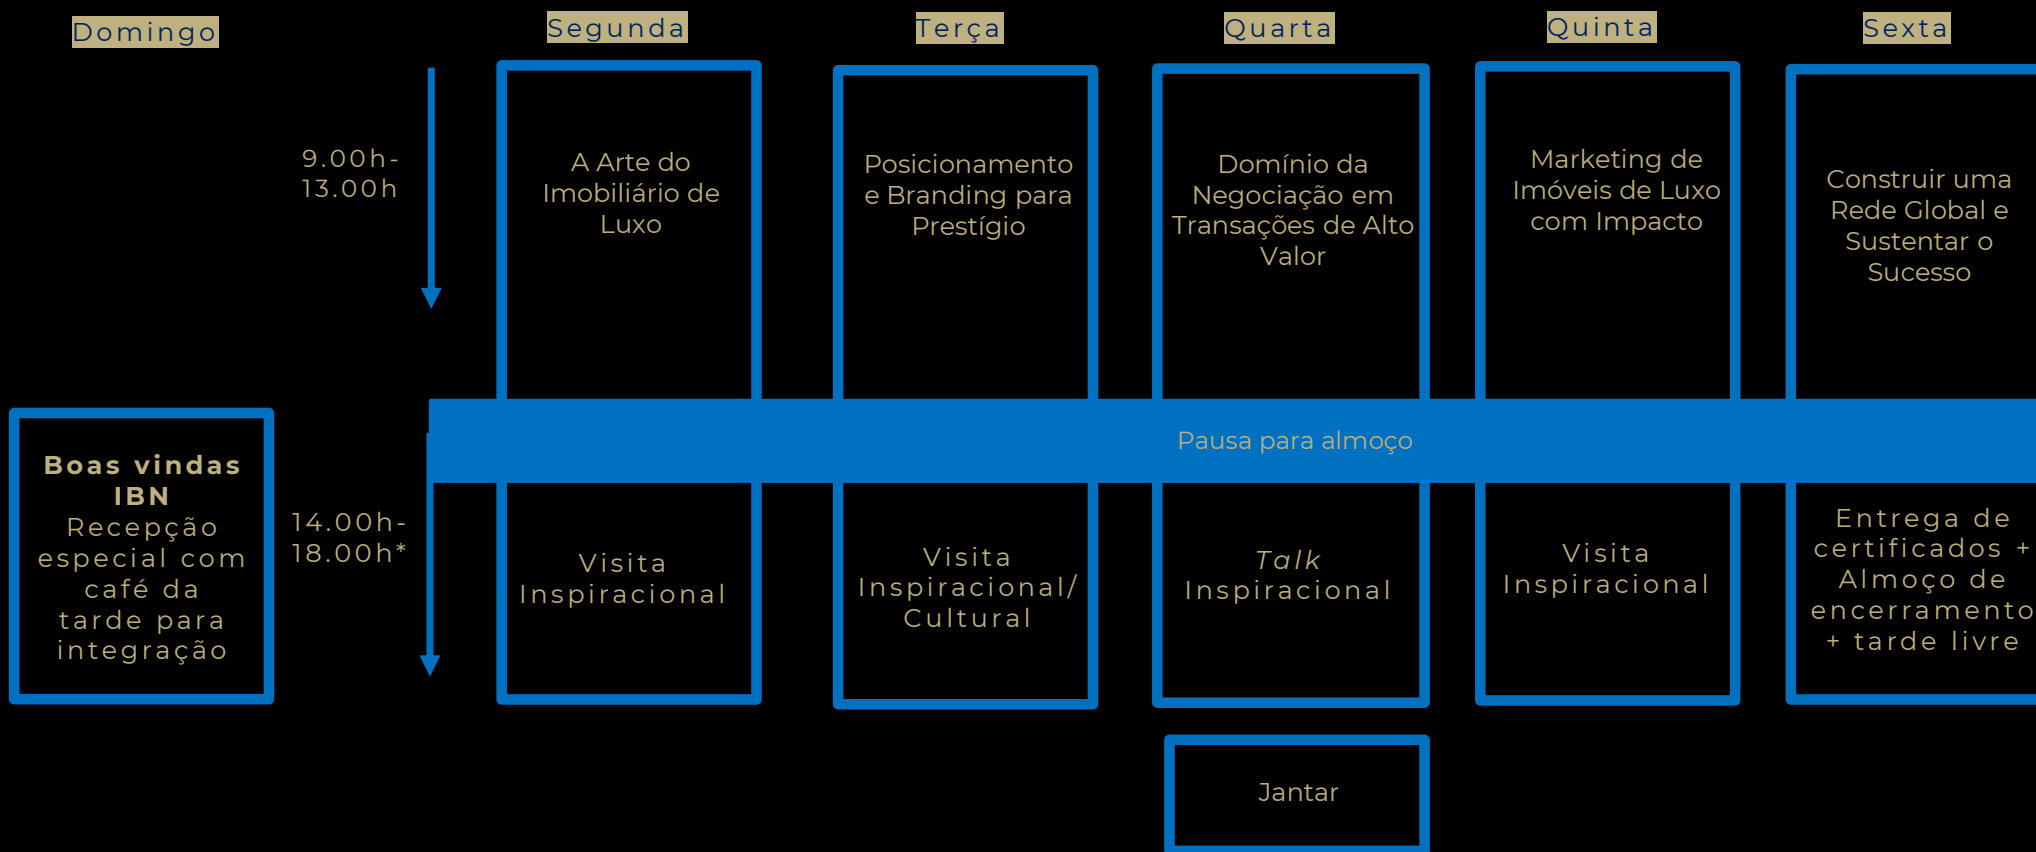 Domingo
Segunda
Terça
Quarta
Quinta
Sexta
9.00h-
13.00h
A Arte do
Imobiliário de
Luxo
Posicionamento
e Branding para
Prestígio
Domínio da
Negociação em
Transações de Alto
Valor
Marketing de
Imóveis de Luxo
com Impacto
Construir uma
Rede Global e
Sustentar o
Sucesso
Pausa para almoço
Boas vindas
IBN
Recepção
especial com
café da
tarde para
integração
14.00h-
18.00h*
Visita
Inspiracional
Visita
Inspiracional/
Cultural
Talk
Inspiracional
Visita
Inspiracional
Entrega de
certificados +
Almoço de
encerramento
+ tarde livre
Jantar